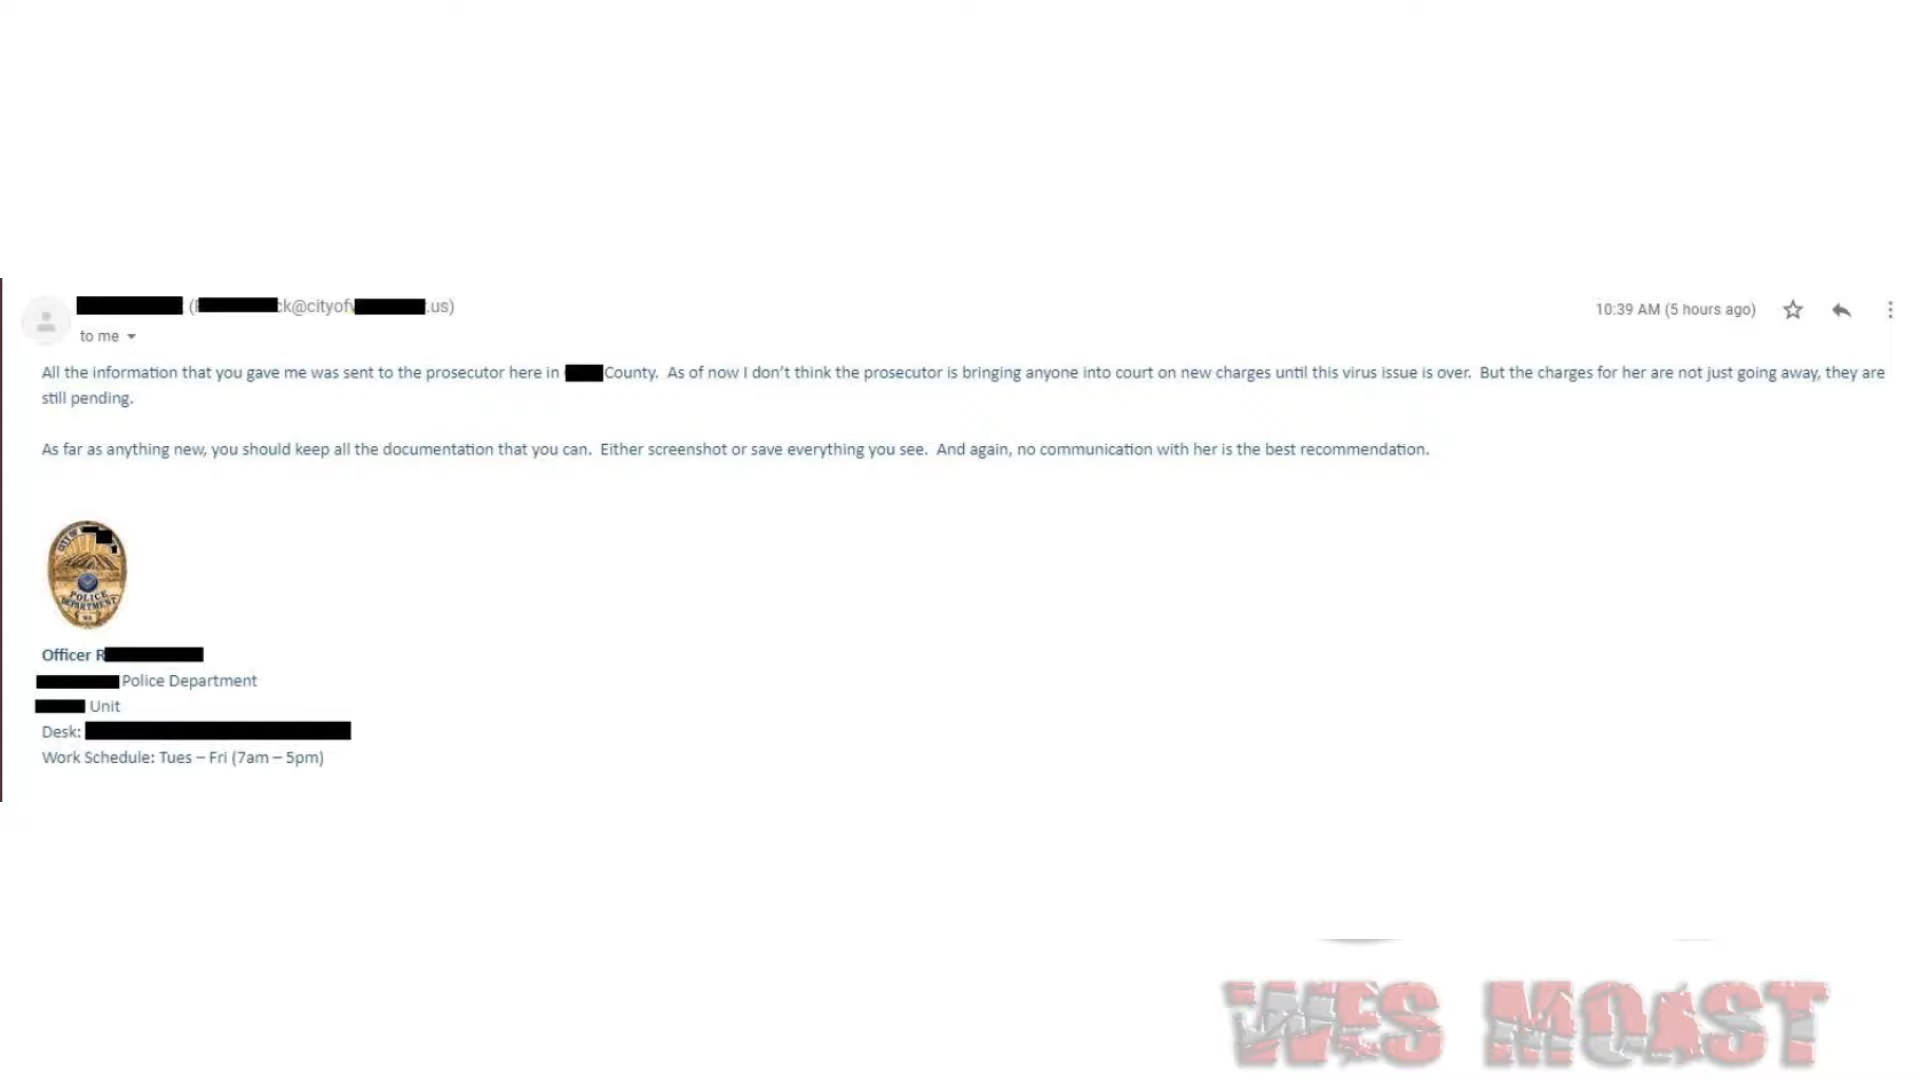 (R ck@cityofv .us)
10:39 AM (5 hours ago)
to me
All the information that you gave me was sent to the prosecutor here in County. As of now I don't think the prosecutor is bringing anyone into court on new charges until this virus issue is over. But the charges for her are not just going away, they are
still pending.
As far as anything new, you should keep all the documentation that you can. Either screenshot or save everything you see. And again, no communication with her is the best recommendation.
CITY OF
POLICE
DEPARTMENT
WA
Officer R
Police Department
Unit
Desk:
Work Schedule: Tues – Fri (7am – 5pm)
WES MOAST